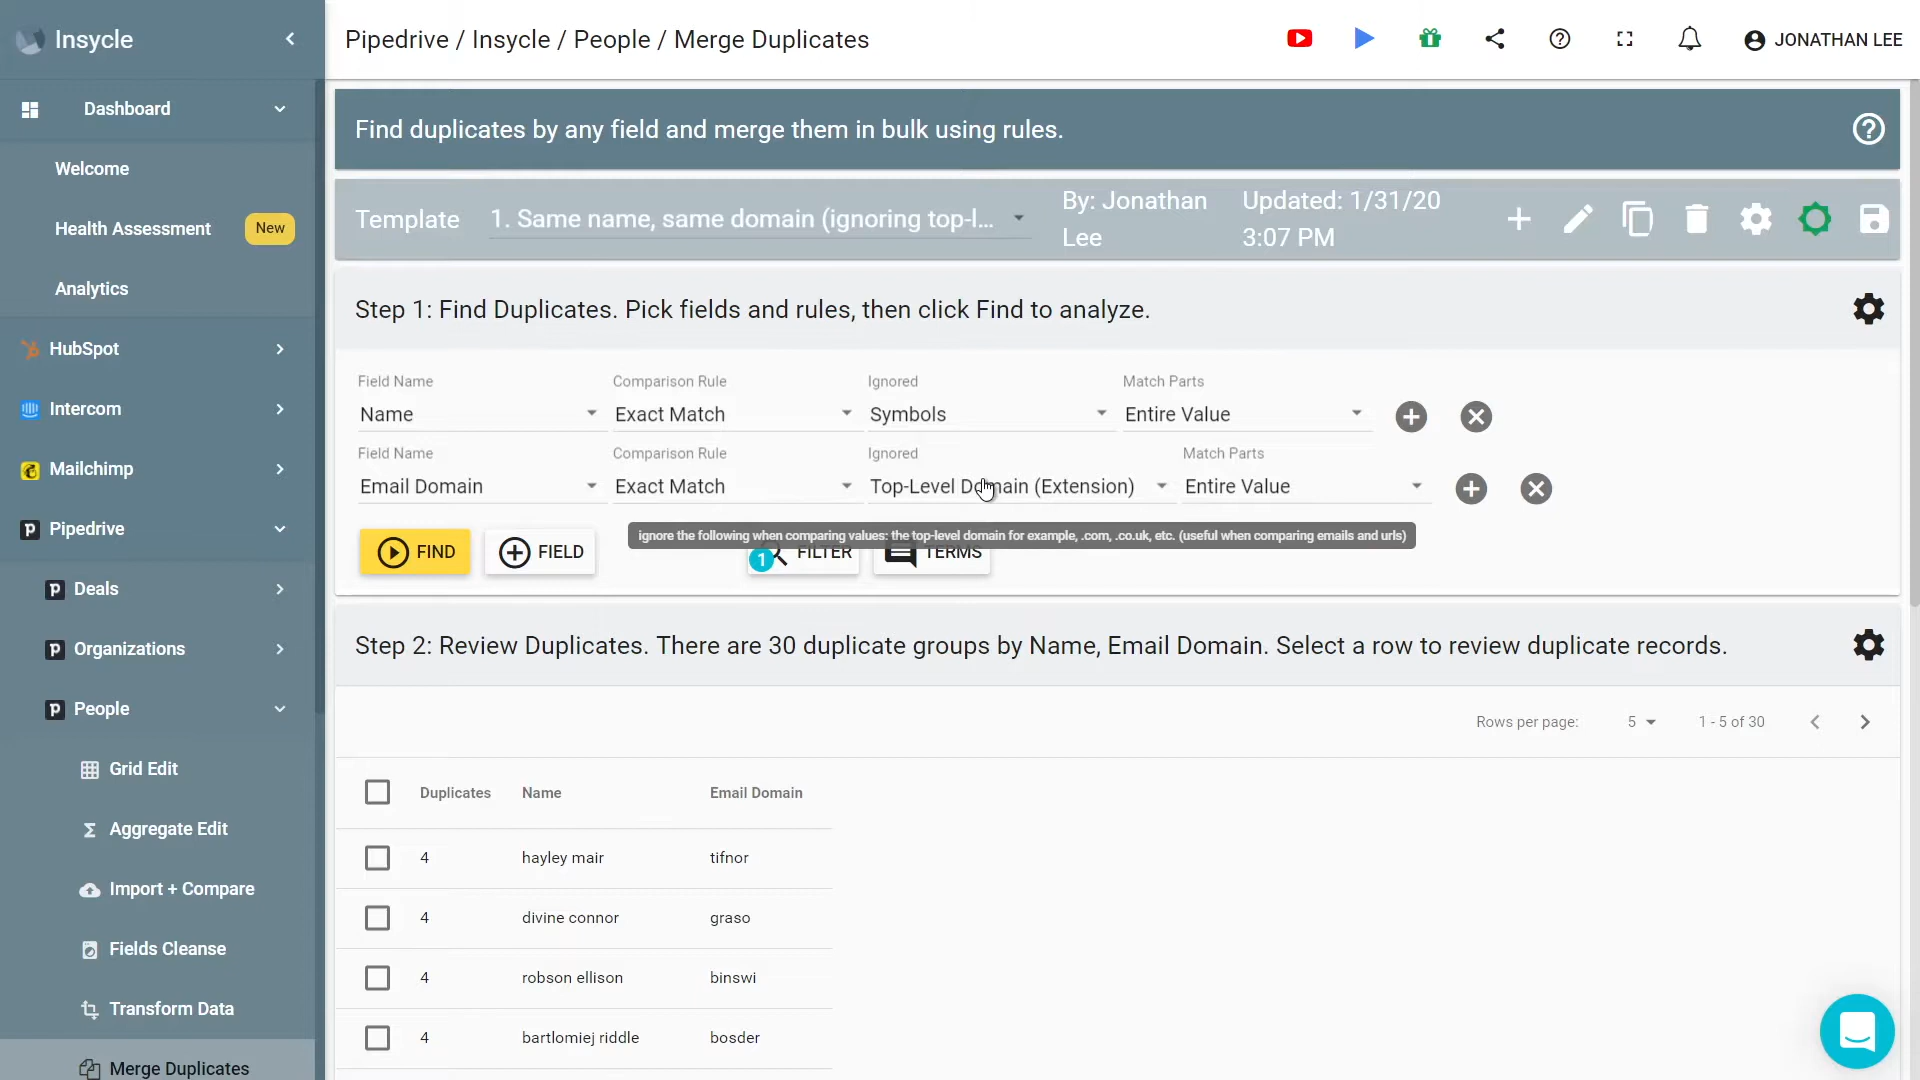 Insycle
Pipedrive / Insycle / People / Merge Duplicates
JONATHAN LEE
Dashboard
Welcome
Health Assessment
New
Analytics
HubSpot
Intercom
Mailchimp
Pipedrive
Deals
Organizations
People
Grid Edit
Aggregate Edit
Import + Compare
Fields Cleanse
Transform Data
Merge Duplicates
Find duplicates by any field and merge them in bulk using rules.
Template
1. Same name, same domain (ignoring top-l...
By: Jonathan
Lee
Updated: 1/31/20
3:07 PM
Step 1: Find Duplicates. Pick fields and rules, then click Find to analyze.
Field Name Comparison Rule Ignored Match Parts
Name Exact Match Symbols Entire Value
Field Name Comparison Rule Ignored Match Parts
Email Domain Exact Match Top-Level Domain (Extension) Entire Value
ignore the following when comparing values: the top-level domain for example, .com, .co.uk, etc. (useful when comparing emails and urls)
FIND FIELD 1 FILTER TERMS
Step 2: Review Duplicates. There are 30 duplicate groups by Name, Email Domain. Select a row to review duplicate records.
Rows per page: 5 1 - 5 of 30
Duplicates Name Email Domain
4 hayley mair tifnor
4 divine connor graso
4 robson ellison binswi
4 bartlomiej riddle bosder